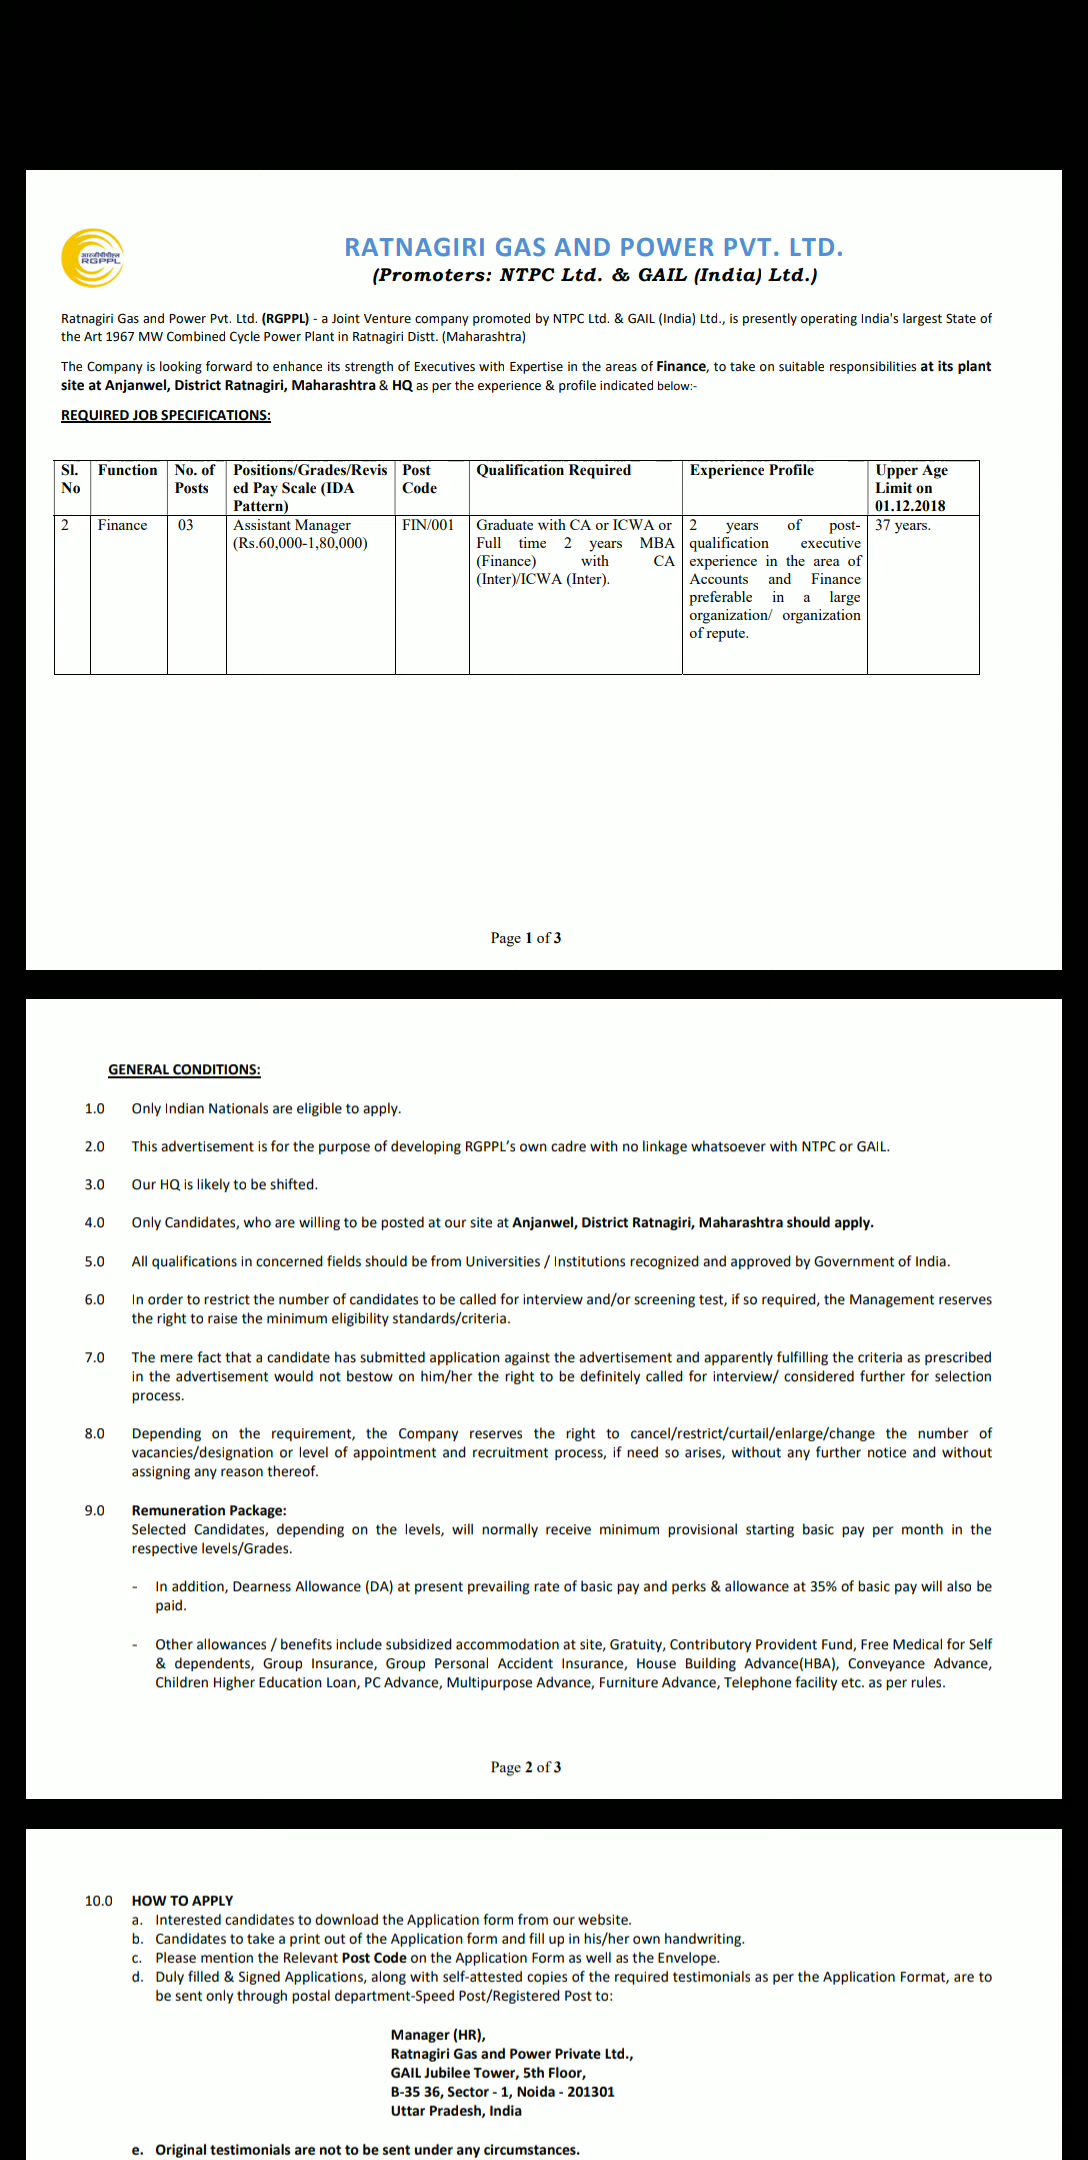 आरजीपीपीएल
RGPPL
RATNAGIRI GAS AND POWER PVT. LTD.
(Promoters: NTPC Ltd. & GAIL (India) Ltd.)
Ratnagiri Gas and Power Pvt. Ltd. (RGPPL) - a Joint Venture company promoted by NTPC Ltd. & GAIL (India) Ltd., is presently operating India's largest State of
the Art 1967 MW Combined Cycle Power Plant in Ratnagiri Distt. (Maharashtra)
The Company is looking forward to enhance its strength of Executives with Expertise in the areas of Finance, to take on suitable responsibilities at its plant
site at Anjanwel, District Ratnagiri, Maharashtra & HQ as per the experience & profile indicated below:-
REQUIRED JOB SPECIFICATIONS:
Sl. Function No. of Positions/Grades/Revis Post Qualification Required Experience Profile Upper Age
No Posts ed Pay Scale (IDA Code Limit on
Pattern) 01.12.2018
2 Finance 03 Assistant Manager FIN/001 Graduate with CA or ICWA or 2 years of post- 37 years.
(Rs.60,000-1,80,000) Full time 2 years MBA qualification executive
(Finance) with CA experience in the area of
(Inter)/ICWA (Inter). Accounts and Finance
preferable in a large
organization/ organization
of repute.
Page 1 of 3
GENERAL CONDITIONS:
1.0 Only Indian Nationals are eligible to apply.
2.0 This advertisement is for the purpose of developing RGPPL's own cadre with no linkage whatsoever with NTPC or GAIL.
3.0 Our HQ is likely to be shifted.
4.0 Only Candidates, who are willing to be posted at our site at Anjanwel, District Ratnagiri, Maharashtra should apply.
5.0 All qualifications in concerned fields should be from Universities / Institutions recognized and approved by Government of India.
6.0 In order to restrict the number of candidates to be called for interview and/or screening test, if so required, the Management reserves
the right to raise the minimum eligibility standards/criteria.
7.0 The mere fact that a candidate has submitted application against the advertisement and apparently fulfilling the criteria as prescribed
in the advertisement would not bestow on him/her the right to be definitely called for interview/ considered further for selection
process.
8.0 Depending on the requirement, the Company reserves the right to cancel/restrict/curtail/enlarge/change the number of
vacancies/designation or level of appointment and recruitment process, if need so arises, without any further notice and without
assigning any reason thereof.
9.0 Remuneration Package:
Selected Candidates, depending on the levels, will normally receive minimum provisional starting basic pay per month in the
respective levels/Grades.
- In addition, Dearness Allowance (DA) at present prevailing rate of basic pay and perks & allowance at 35% of basic pay will also be
paid.
- Other allowances / benefits include subsidized accommodation at site, Gratuity, Contributory Provident Fund, Free Medical for Self
& dependents, Group Insurance, Group Personal Accident Insurance, House Building Advance(HBA), Conveyance Advance,
Children Higher Education Loan, PC Advance, Multipurpose Advance, Furniture Advance, Telephone facility etc. as per rules.
Page 2 of 3
10.0 HOW TO APPLY
a. Interested candidates to download the Application form from our website.
b. Candidates to take a print out of the Application form and fill up in his/her own handwriting.
c. Please mention the Relevant Post Code on the Application Form as well as the Envelope.
d. Duly filled & Signed Applications, along with self-attested copies of the required testimonials as per the Application Format, are to
be sent only through postal department-Speed Post/Registered Post to:
Manager (HR),
Ratnagiri Gas and Power Private Ltd.,
GAIL Jubilee Tower, 5th Floor,
B-35 36, Sector - 1, Noida - 201301
Uttar Pradesh, India
e. Original testimonials are not to be sent under any circumstances.